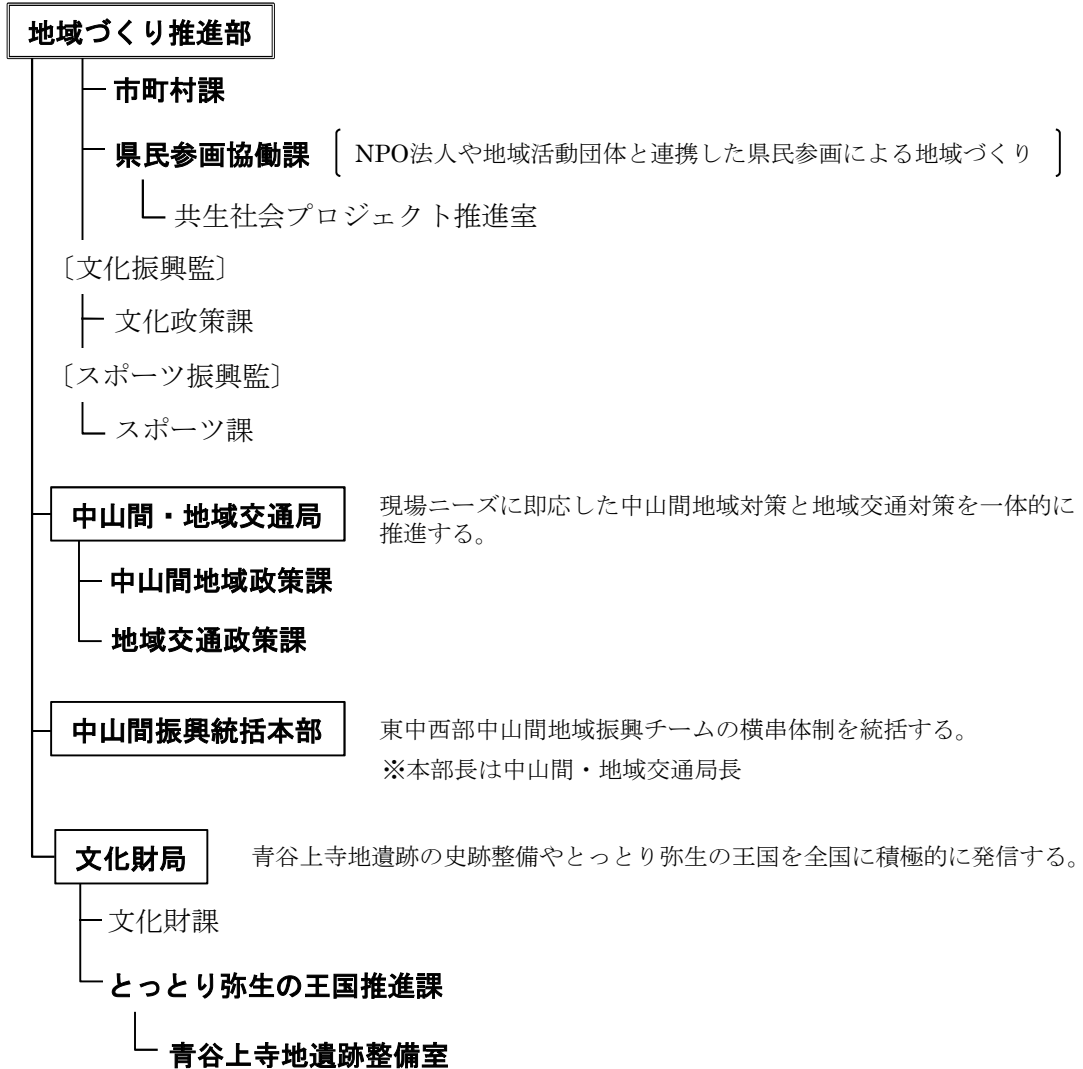 地域づくり推進部
市町村課
県民参画協働課 〔NPO法人や地域活動団体と連携した県民参画による地域づくり〕
共生社会プロジェクト推進室
〔文化振興監〕
文化政策課
〔スポーツ振興監〕
スポーツ課
中山間・地域交通局
現場ニーズに即応した中山間地域対策と地域交通対策を一体的に
推進する。
中山間地域政策課
地域交通政策課
中山間振興統括本部
東中西部中山間地域振興チームの横串体制を統括する。
※本部長は中山間・地域交通局長
文化財局
青谷上寺地遺跡の史跡整備やとっとり弥生の王国を全国に積極的に発信する。
文化財課
とっとり弥生の王国推進課
青谷上寺地遺跡整備室